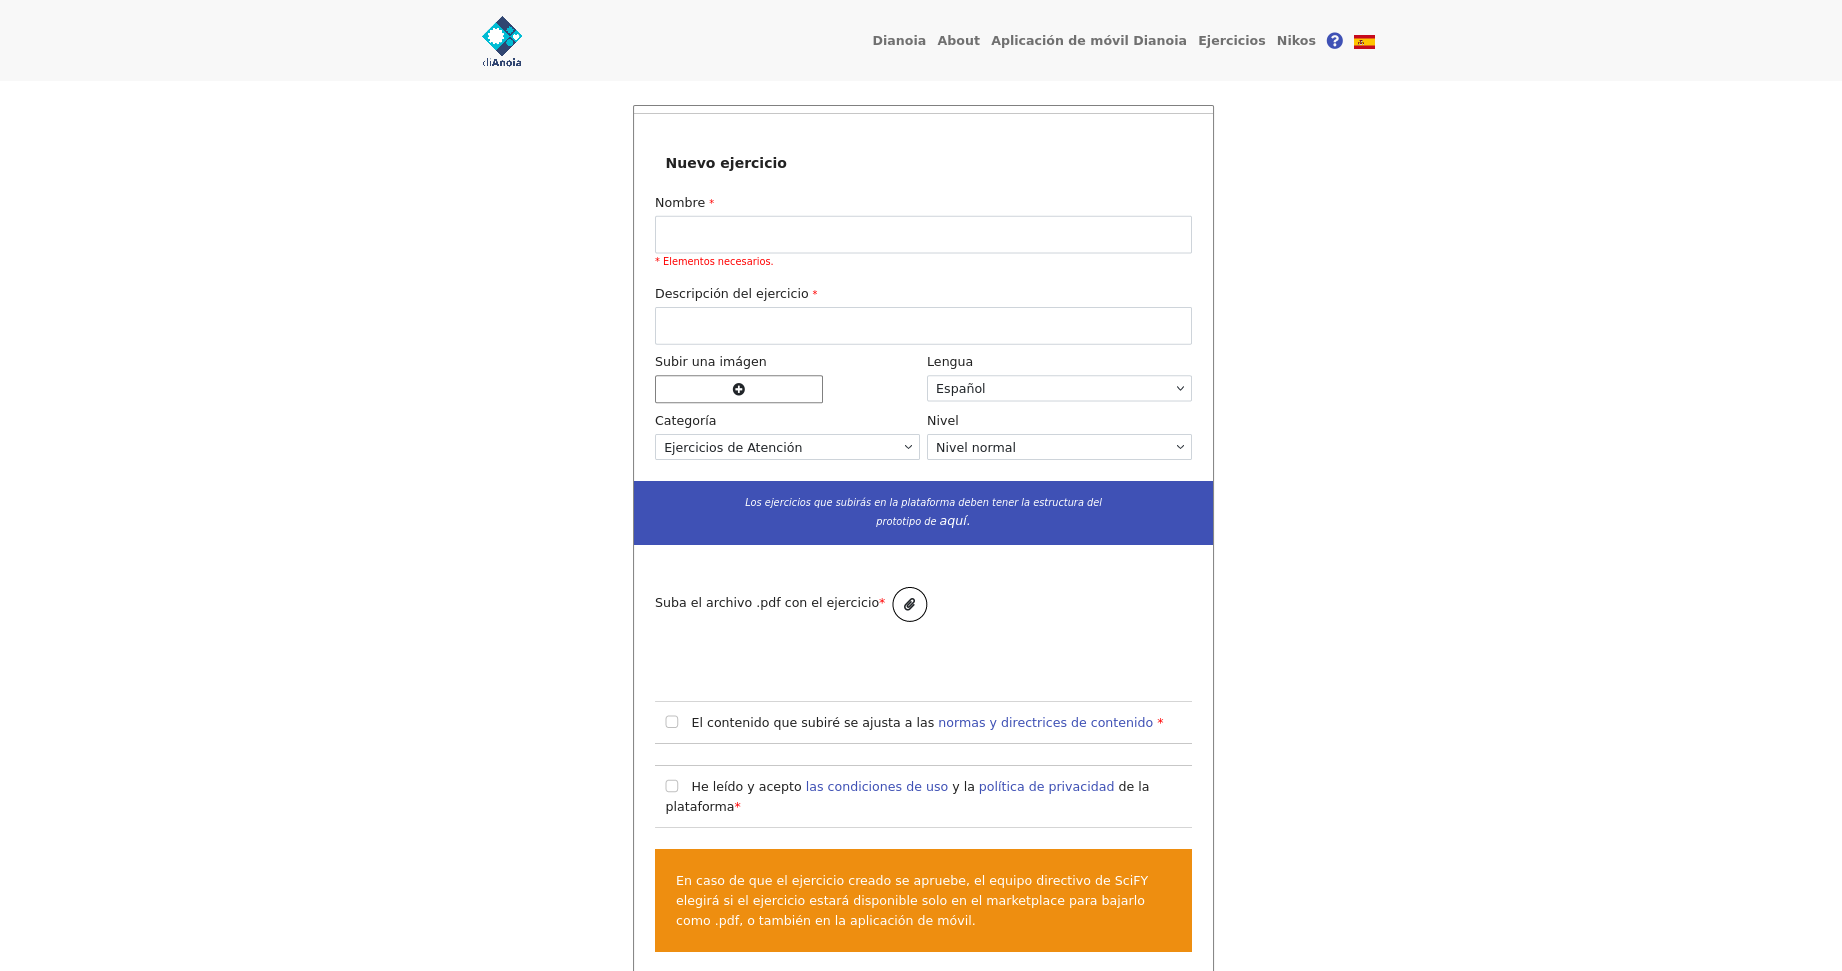 diAnoia
Dianoia About Aplicación de móvil Dianoia Ejercicios Nikos
Nuevo ejercicio
Nombre *
* Elementos necesarios.
Descripción del ejercicio *
Subir una imágen
Lengua
Español
Categoría
Nivel
Ejercicios de Atención
Nivel normal
Los ejercicios que subirás en la plataforma deben tener la estructura del
prototipo de aquí.
Suba el archivo .pdf con el ejercicio*
El contenido que subiré se ajusta a las normas y directrices de contenido *
He leído y acepto las condiciones de uso y la política de privacidad de la
plataforma*
En caso de que el ejercicio creado se apruebe, el equipo directivo de SciFY
elegirá si el ejercicio estará disponible solo en el marketplace para bajarlo
como .pdf, o también en la aplicación de móvil.